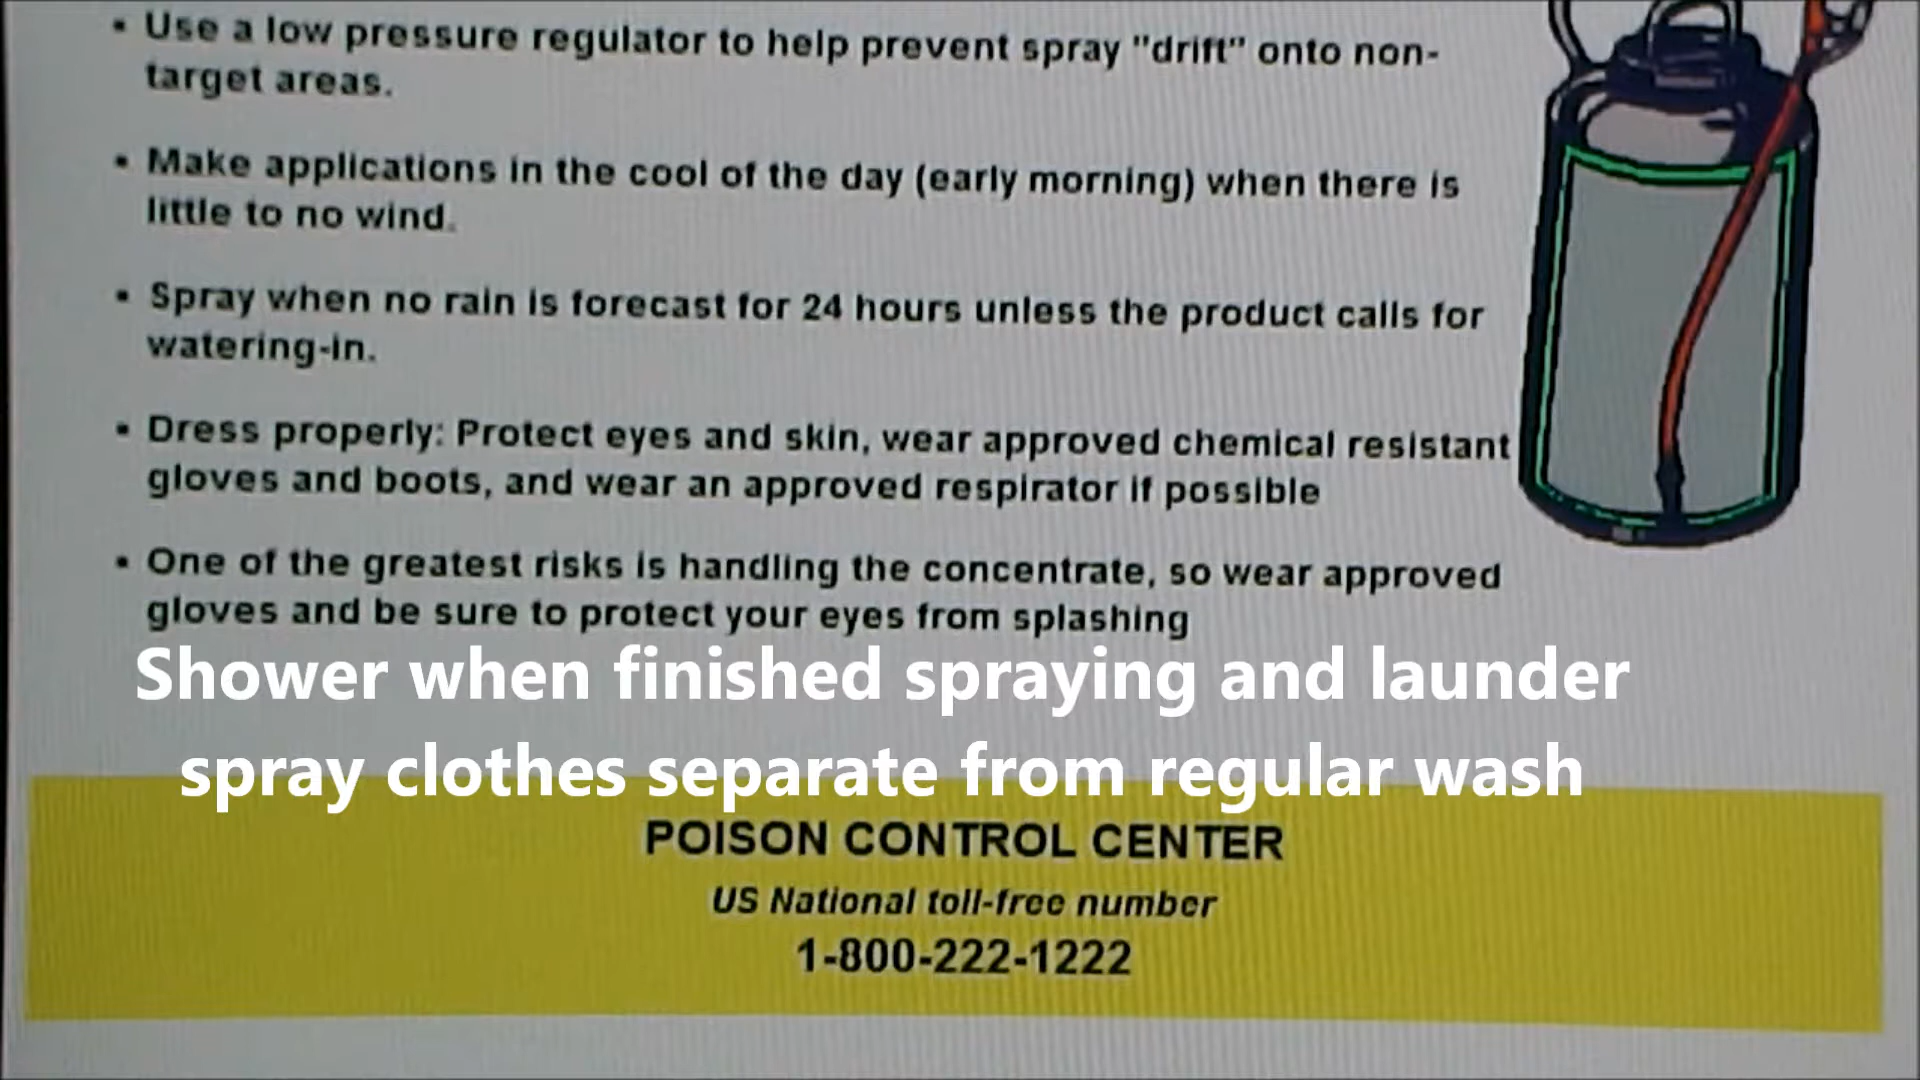 • Use a low pressure regulator to help prevent spray "drift" onto non-
target areas.
• Make applications in the cool of the day (early morning) when there is
little to no wind.
• Spray when no rain is forecast for 24 hours unless the product calls for
watering-in.
• Dress properly: Protect eyes and skin, wear approved chemical resistant
gloves and boots, and wear an approved respirator if possible
• One of the greatest risks is handling the concentrate, so wear approved
gloves and be sure to protect your eyes from splashing
Shower when finished spraying and launder
spray clothes separate from regular wash
POISON CONTROL CENTER
US National toll-free number
1-800-222-1222